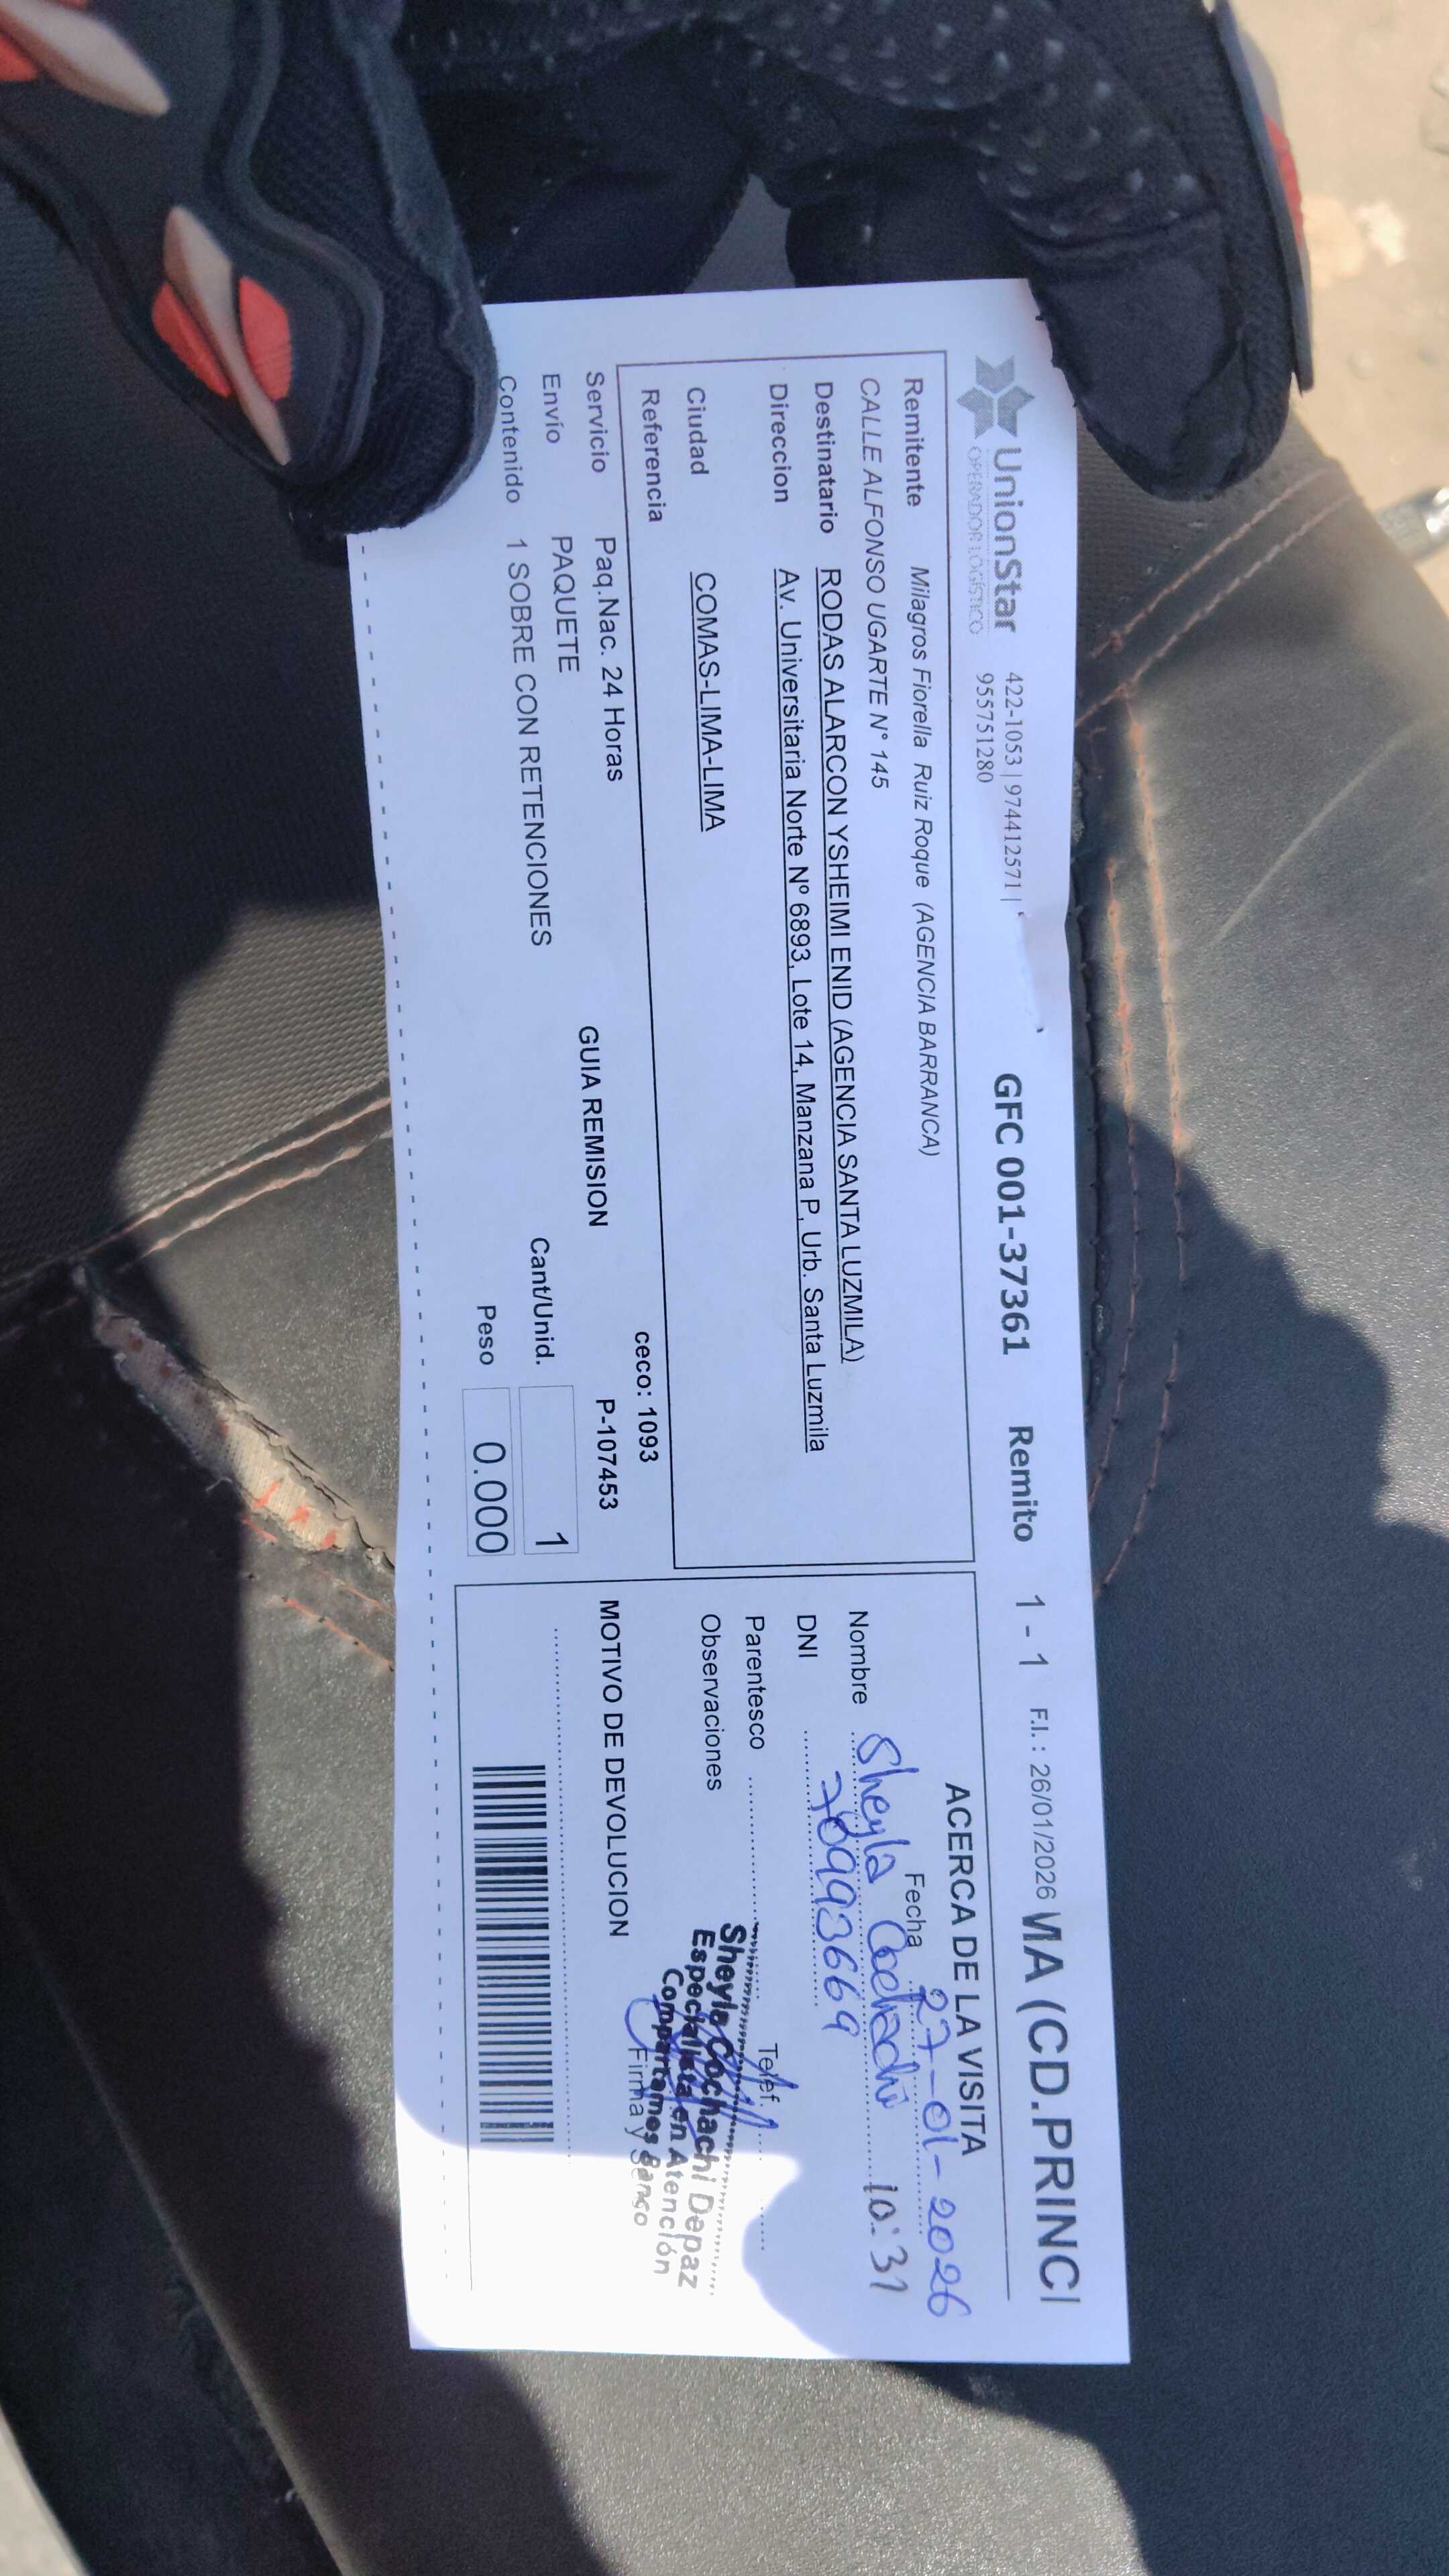 UnionStar
OPERADOR LOGÍSTICO
422-1053 | 974412571 |
955751280
GFC 001-37361 Remito 1 - 1 F.I. : 26/01/2026 MA (CD.PRINCI
Remitente Milagros Fiorella Ruiz Roque (AGENCIA BARRANCA)
CALLE ALFONSO UGARTE N° 145
Destinatario RODAS ALARCON YSHEIMI ENID (AGENCIA SANTA LUZMILA)
Direccion Av. Universitaria Norte Nº 6893, Lote 14, Manzana P, Urb. Santa Luzmila
Ciudad COMAS-LIMA-LIMA
Referencia
ceco: 1093
Servicio Paq.Nac. 24 Horas GUIA REMISION P-107453
Envío PAQUETE Cant/Unid. 1
Contenido 1 SOBRE CON RETENCIONES Peso 0.000
ACERCA DE LA VISITA
Fecha 27-01-2026
Nombre Sheyla Cochachi 10:31
DNI 70993669
Parentesco Telef.
Observaciones
Sheyla Cochachi Depaz
Especialista en Atención
Compartamos Banco
Firma y
MOTIVO DE DEVOLUCION